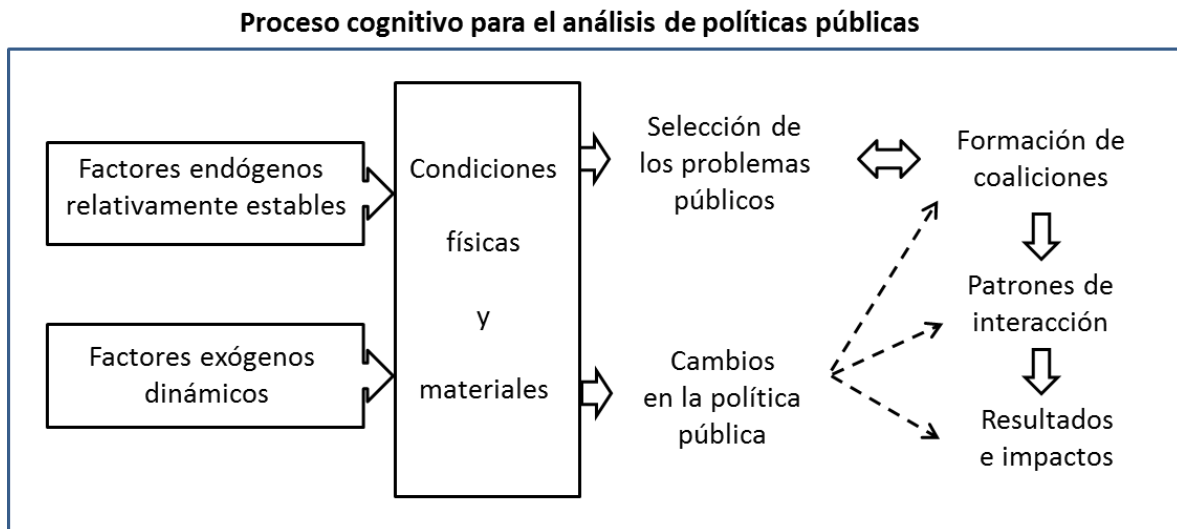 Proceso cognitivo para el análisis de políticas públicas
Factores endógenos
relativamente estables
Factores exógenos
dinámicos
Condiciones
físicas
y
materiales
Selección de
los problemas
públicos
Cambios
en la política
pública
Formación de
coaliciones
Patrones de
interacción
Resultados
e impactos